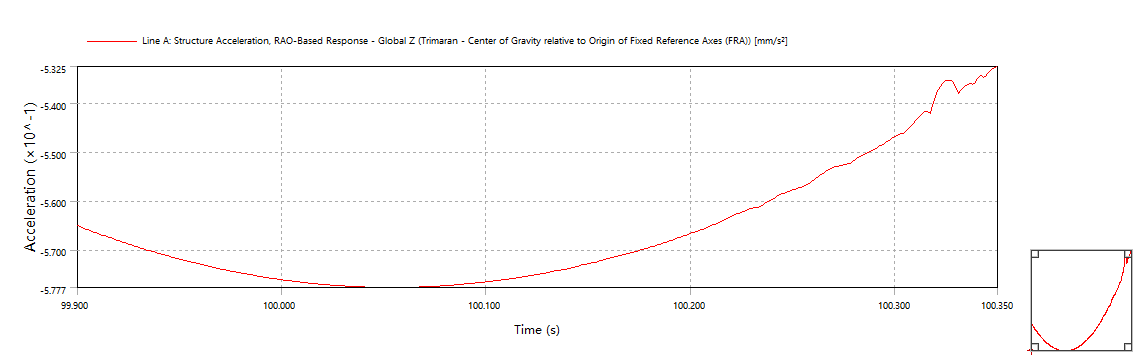 Line A: Structure Acceleration, RAO-Based Response - Global Z (Trimaran - Center of Gravity relative to Origin of Fixed Reference Axes (FRA)) [mm/s²]
Acceleration (×10^-1)
-5.325
-5.400
-5.500
-5.600
-5.700
-5.777
99.900 100.000 100.100 100.200 100.300 100.350
Time (s)